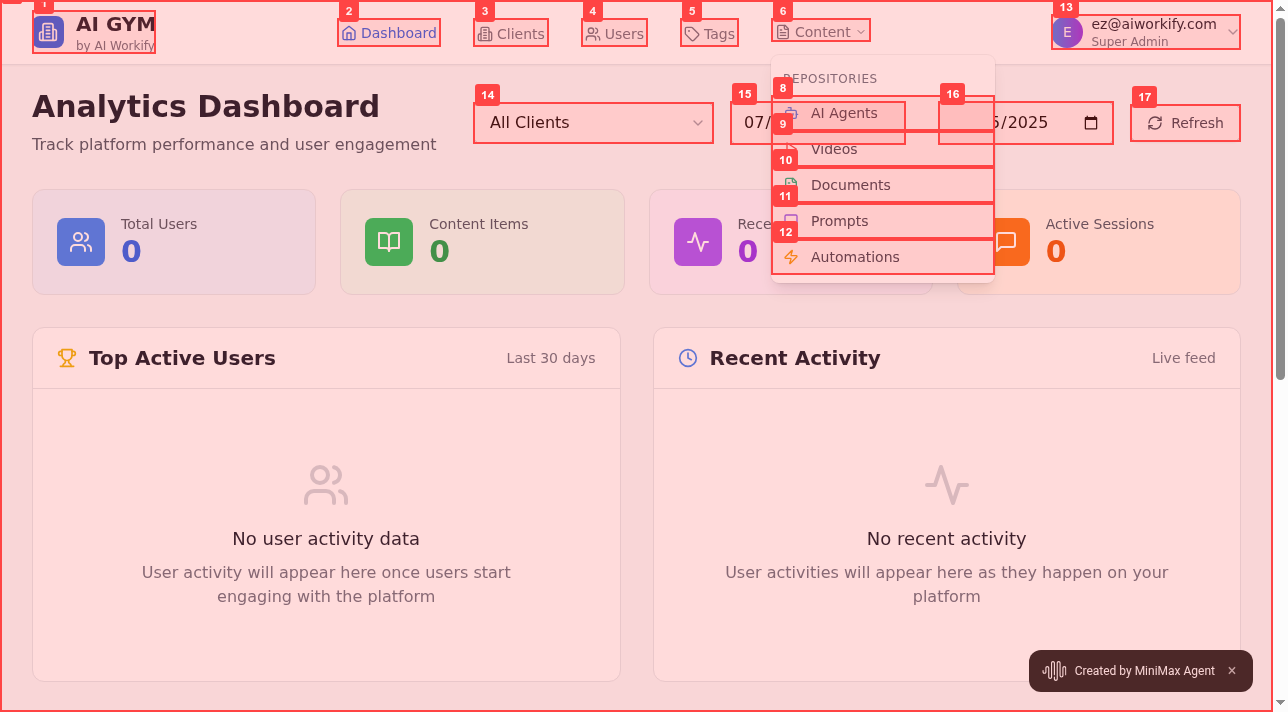 1
AI GYM
by AI Workify
2
Dashboard
3
Clients
4
Users
5
Tags
6
Content
13
E
ez@aiworkify.com
Super Admin
REPOSITORIES
8
AI Agents
9
Videos
10
Documents
11
Prompts
12
Automations
Analytics Dashboard
Track platform performance and user engagement
14
All Clients
15
07/
16
/2025
17
Refresh
Total Users
0
Content Items
0
Rece
0
Active Sessions
0
Top Active Users
Last 30 days
No user activity data
User activity will appear here once users start
engaging with the platform
Recent Activity
Live feed
No recent activity
User activities will appear here as they happen on your
platform
Created by MiniMax Agent ×